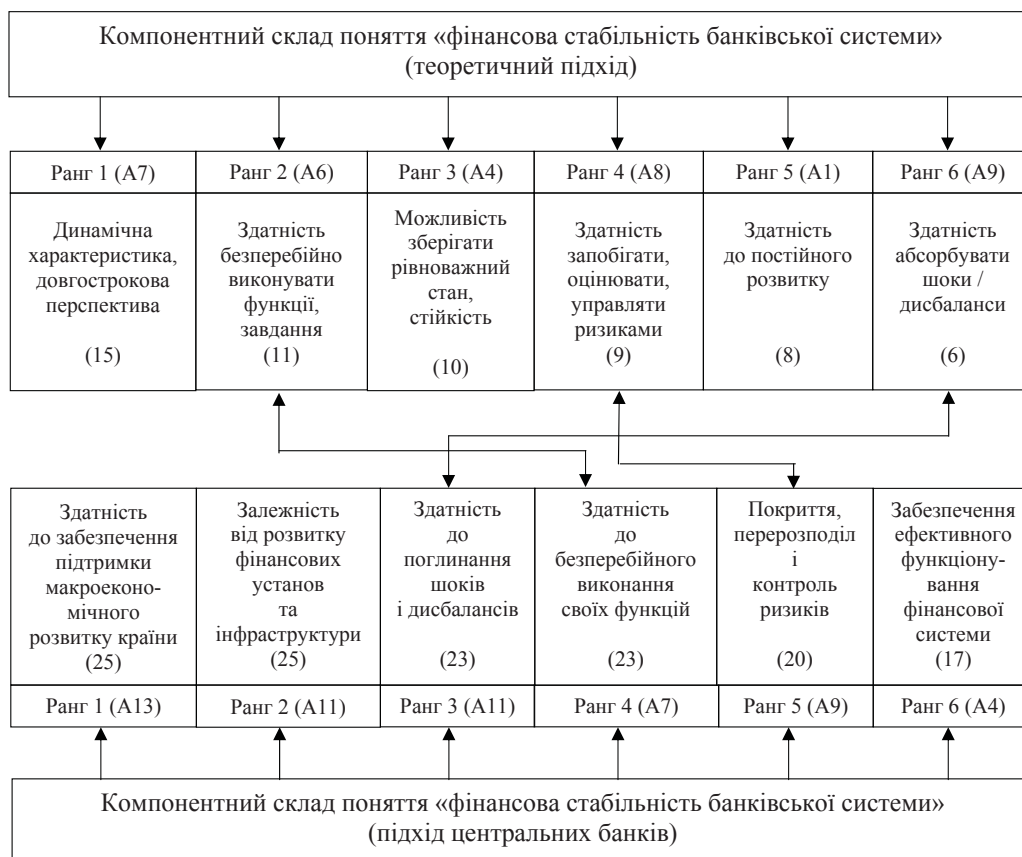 Компонентний склад поняття «фінансова стабільність банківської системи»
(теоретичний підхід)
Ранг 1 (А7)
Ранг 2 (А6)
Ранг 3 (А4)
Ранг 4 (А8)
Ранг 5 (А1)
Ранг 6 (А9)
Динамічна
характеристика,
довгострокова
перспектива
(15)
Здатність
безперебійно
виконувати
функції,
завдання
(11)
Можливість
зберігати
рівноважний
стан,
стійкість
(10)
Здатність
запобігати,
оцінювати,
управляти
ризиками
(9)
Здатність
до постійного
розвитку
(8)
Здатність
абсорбувати
шоки /
дисбаланси
(6)
Здатність
до забезпечення
підтримки
макроеконо-
мічного
розвитку країни
(25)
Залежність
від розвитку
фінансових
установ
та
інфраструктури
(25)
Здатність
до
поглинання
шоків
і дисбалансів
(23)
Здатність
до
безперебійного
виконання
своїх функцій
(23)
Покриття,
перерозподіл
і
контроль
ризиків
(20)
Забезпечення
ефективного
функціону-
вання
фінансової
системи
(17)
Ранг 1 (А13)
Ранг 2 (А11)
Ранг 3 (А11)
Ранг 4 (А7)
Ранг 5 (А9)
Ранг 6 (А4)
Компонентний склад поняття «фінансова стабільність банківської системи»
(підхід центральних банків)